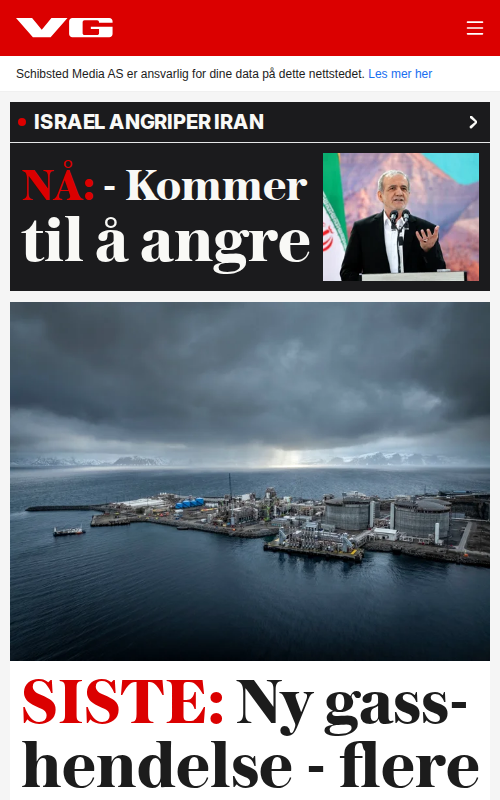 VG
Schibsted Media AS er ansvarlig for dine data på dette nettstedet. Les mer her
ISRAEL ANGRIPER IRAN
NÅ: - Kommer
til å angre
SISTE: Ny gass-
hendelse - flere